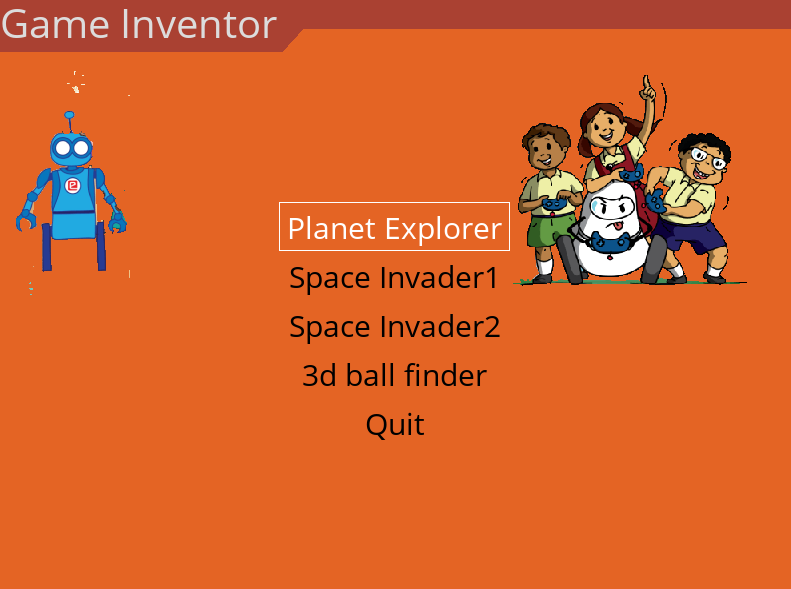 Game Inventor
Planet Explorer
Space Invader1
Space Invader2
3d ball finder
Quit